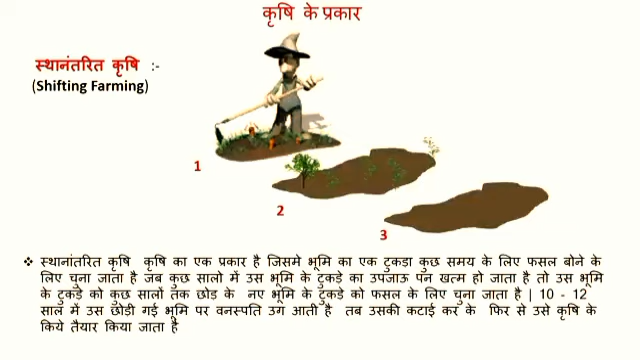 कृषि के प्रकार
स्थानंतरित कृषि :-
(Shifting Farming)
1
2
3
❖ स्थानांतरित कृषि कृषि का एक प्रकार है जिसमे भूमि का एक टुकडा कुछ समय के लिए फसल बोने के
लिए चुना जाता है जब कुछ सालो में उस भूमि के टुकड़े का उपजाऊ पन खत्म हो जाता है तो उस भूमि
के टुकड़े को कुछ सालों तक छोड़ के नए भूमि के टुकड़े को फसल के लिए चुना जाता है | 10 - 12
साल में उस छोडी गई भूमि पर वनस्पति उग आती है तब उसकी कटाई कर के फिर से उसे कृषि के
किये तैयार किया जाता है